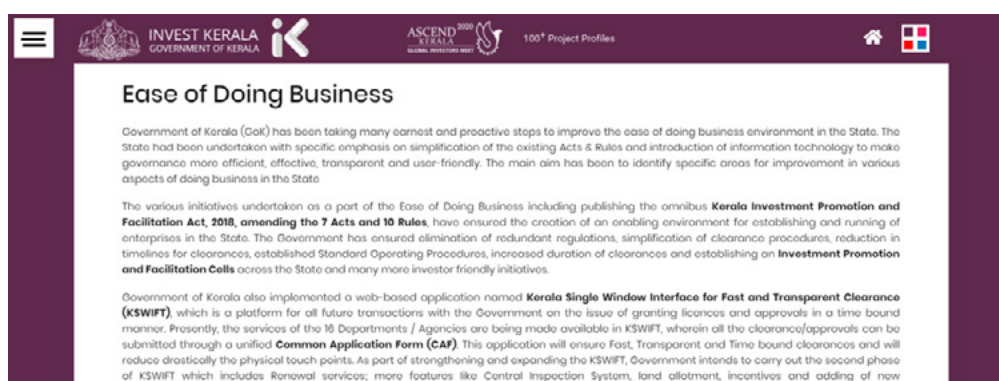 INVEST KERALA
GOVERNMENT OF KERALA
ASCEND 2020
KERALA
GLOBAL INVESTORS MEET
100+ Project Profiles
Ease of Doing Business
Government of Kerala (GoK) has been taking many earnest and proactive steps to improve the ease of doing business environment in the State. The
State had been undertaken with specific emphasis on simplification of the existing Acts & Rules and introduction of information technology to make
governance more efficient, effective, transparent and user-friendly. The main aim has been to identify specific areas for improvement in various
aspects of doing business in the State
The various initiatives undertaken as a part of the Ease of Doing Business including publishing the omnibus Kerala Investment Promotion and
Facilitation Act, 2018, amending the 7 Acts and 10 Rules, have ensured the creation of an enabling environment for establishing and running of
enterprises in the State. The Government has ensured elimination of redundant regulations, simplification of clearance procedures, reduction in
timelines for clearances, established Standard Operating Procedures, increased duration of clearances and establishing an Investment Promotion
and Facilitation Cells across the State and many more investor friendly initiatives.
Government of Kerala also implemented a web-based application named Kerala Single Window Interface for Fast and Transparent Clearance
(KSWIFT), which is a platform for all future transactions with the Government on the issue of granting licences and approvals in a time bound
manner. Presently, the services of the 16 Departments / Agencies are being made available in KSWIFT, wherein all the clearance/approvals can be
submitted through a unified Common Application Form (CAF). This application will ensure Fast, Transparent and Time bound clearances and will
reduce drastically the physical touch points. As part of strengthening and expanding the KSWIFT, Government intends to carry out the second phase
of KSWIFT which includes Renewal services; more features like Central Inspection System, land allotment, incentives and adding of new